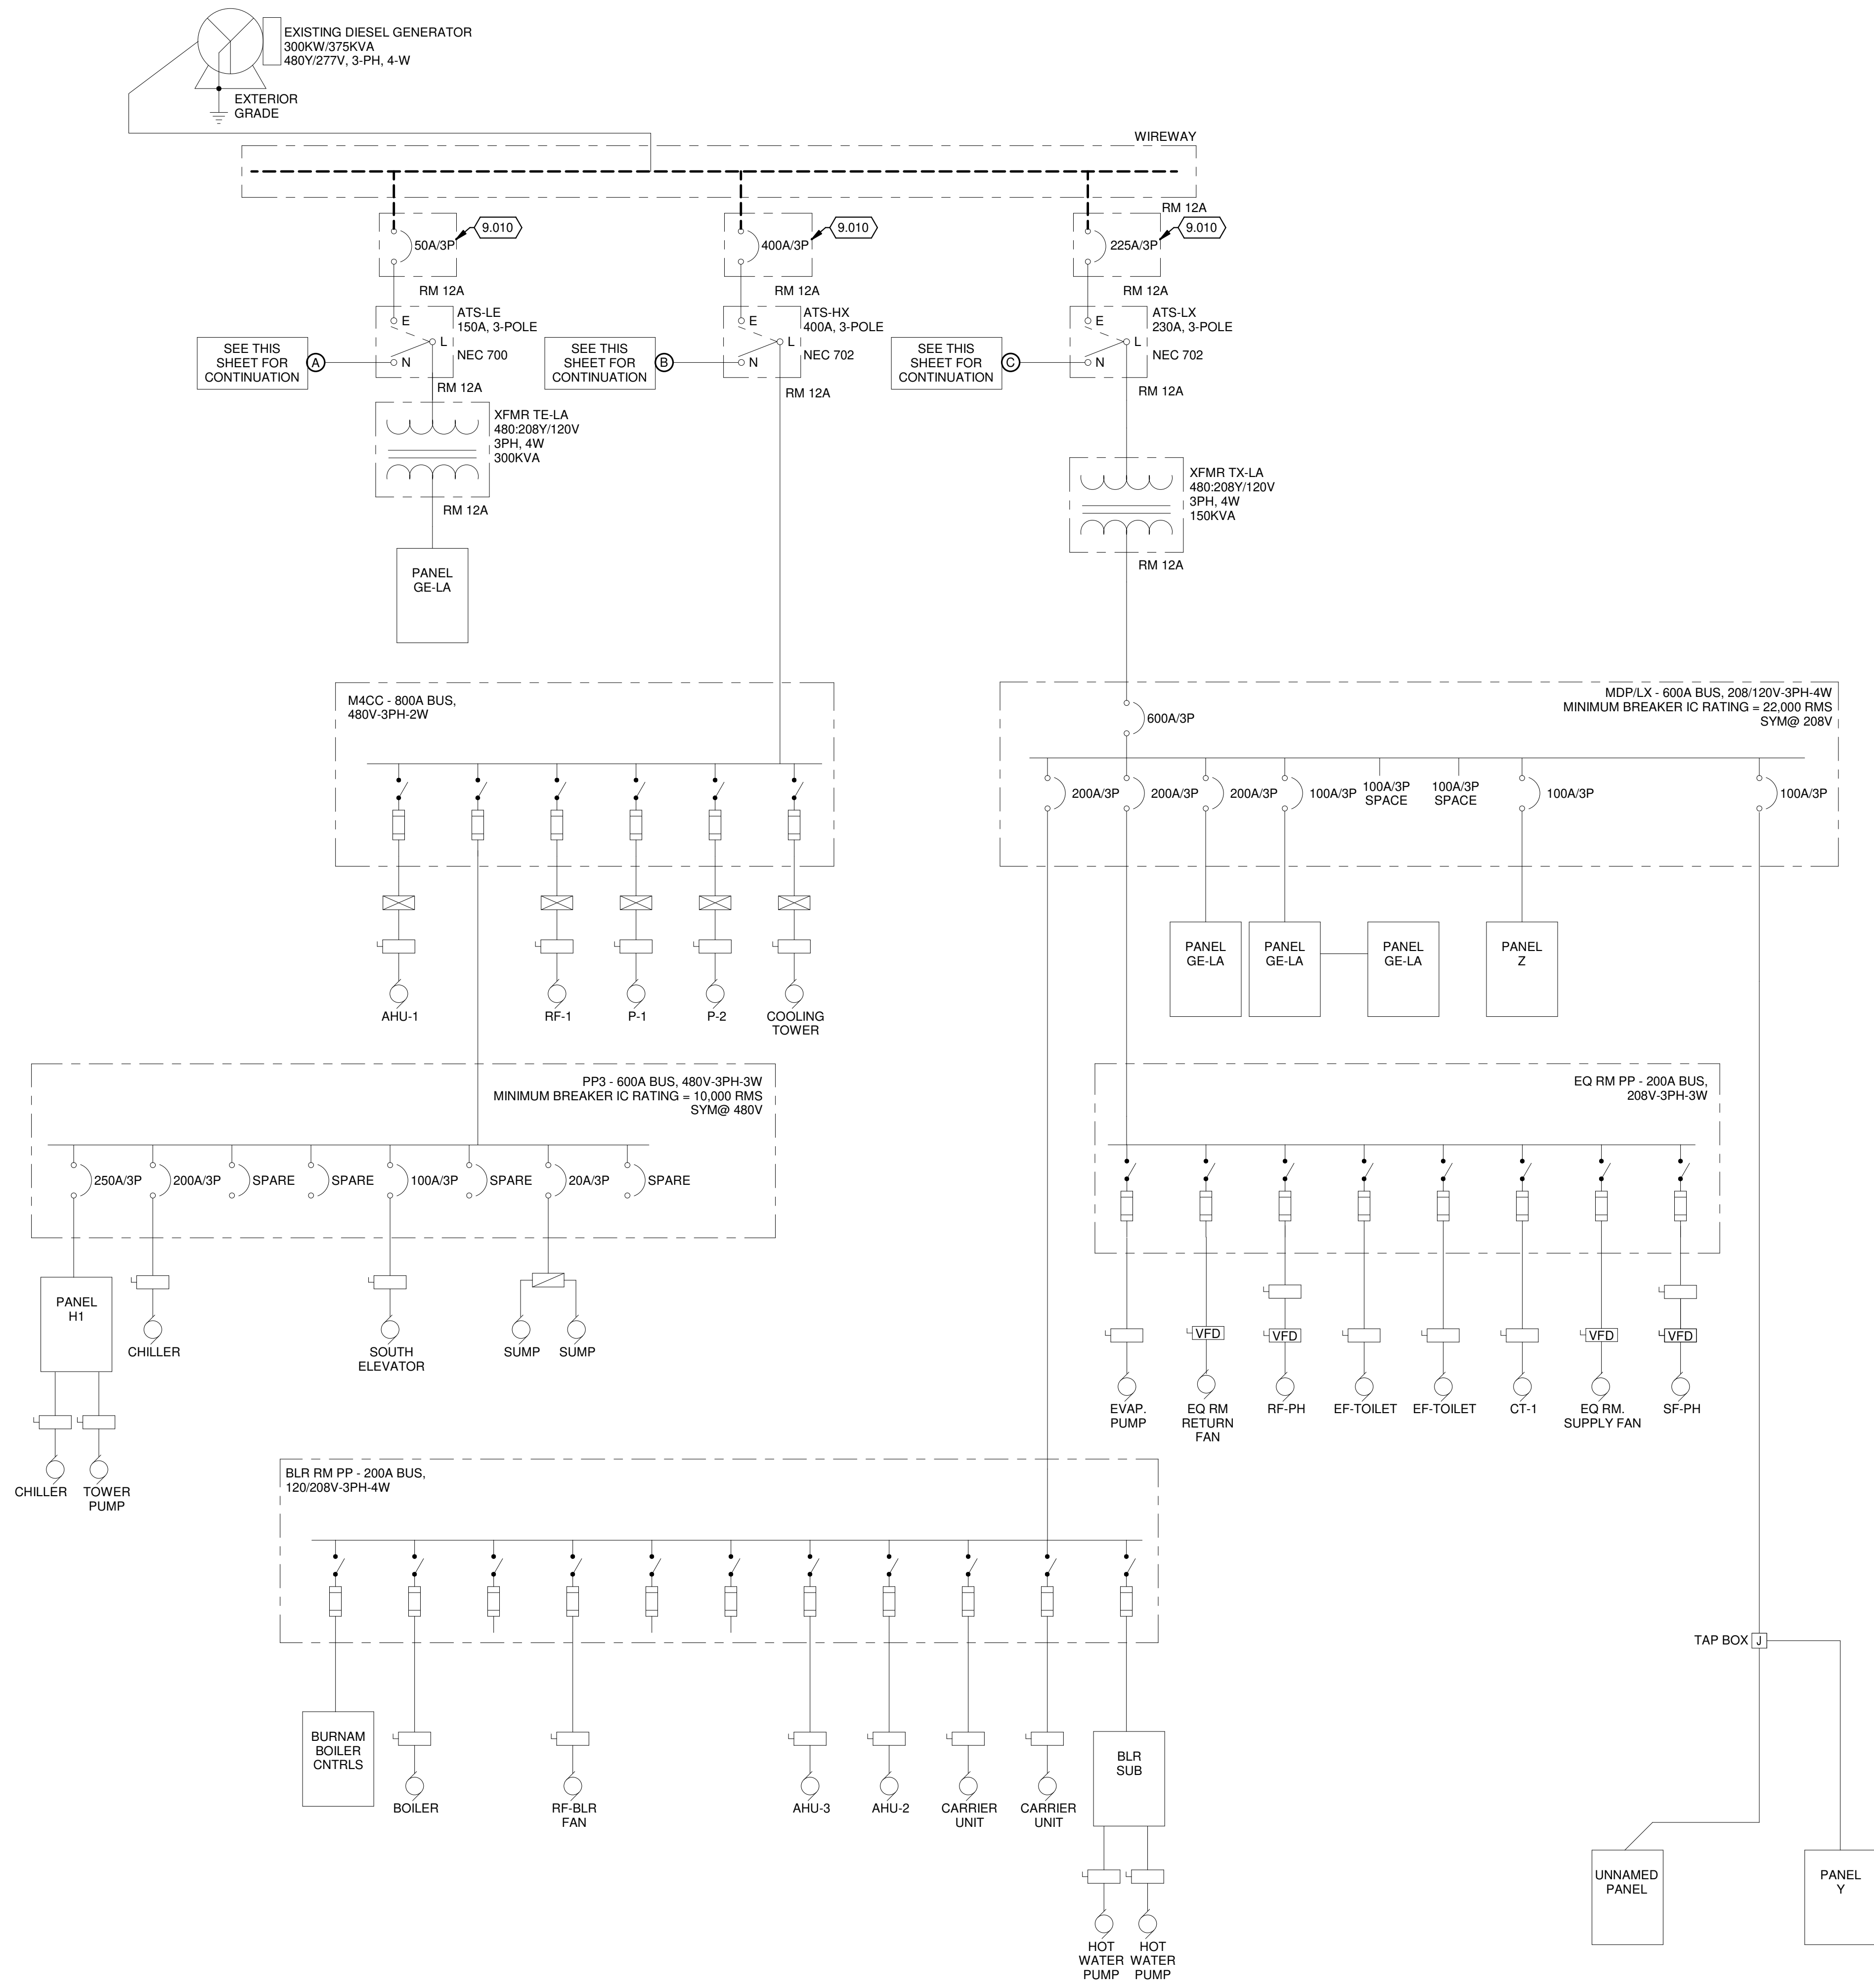 EXISTING DIESEL GENERATOR
300KW/375KVA
480Y/277V, 3-PH, 4-W
EXTERIOR
GRADE
WIREWAY
RM 12A
50A/3P
9.010
400A/3P
9.010
225A/3P
9.010
RM 12A
RM 12A
RM 12A
E
L
N
ATS-LE
150A, 3-POLE
NEC 700
E
L
N
ATS-HX
400A, 3-POLE
NEC 702
E
L
N
ATS-LX
230A, 3-POLE
NEC 702
SEE THIS
SHEET FOR
CONTINUATION
A
SEE THIS
SHEET FOR
CONTINUATION
B
SEE THIS
SHEET FOR
CONTINUATION
C
RM 12A
RM 12A
RM 12A
XFMR TE-LA
480:208Y/120V
3PH, 4W
300KVA
RM 12A
XFMR TX-LA
480:208Y/120V
3PH, 4W
150KVA
RM 12A
PANEL
GE-LA
M4CC - 800A BUS,
480V-3PH-2W
MDP/LX - 600A BUS, 208/120V-3PH-4W
MINIMUM BREAKER IC RATING = 22,000 RMS
SYM@ 208V
600A/3P
200A/3P
200A/3P
200A/3P
100A/3P
100A/3P
SPACE
100A/3P
SPACE
100A/3P
100A/3P
PANEL
GE-LA
PANEL
GE-LA
PANEL
GE-LA
PANEL
Z
AHU-1
RF-1
P-1
P-2
COOLING
TOWER
PP3 - 600A BUS, 480V-3PH-3W
MINIMUM BREAKER IC RATING = 10,000 RMS
SYM@ 480V
250A/3P
200A/3P
SPARE
SPARE
100A/3P
SPARE
20A/3P
SPARE
EQ RM PP - 200A BUS,
208V-3PH-3W
PANEL
H1
CHILLER
SOUTH
ELEVATOR
SUMP
SUMP
VFD
VFD
VFD
VFD
EVAP.
PUMP
EQ RM
RETURN
FAN
RF-PH
EF-TOILET
EF-TOILET
CT-1
EQ RM.
SUPPLY FAN
SF-PH
CHILLER
TOWER
PUMP
BLR RM PP - 200A BUS,
120/208V-3PH-4W
TAP BOX
J
BURNAM
BOILER
CNTRLS
BOILER
RF-BLR
FAN
AHU-3
AHU-2
CARRIER
UNIT
CARRIER
UNIT
BLR
SUB
HOT
WATER
PUMP
HOT
WATER
PUMP
UNNAMED
PANEL
PANEL
Y